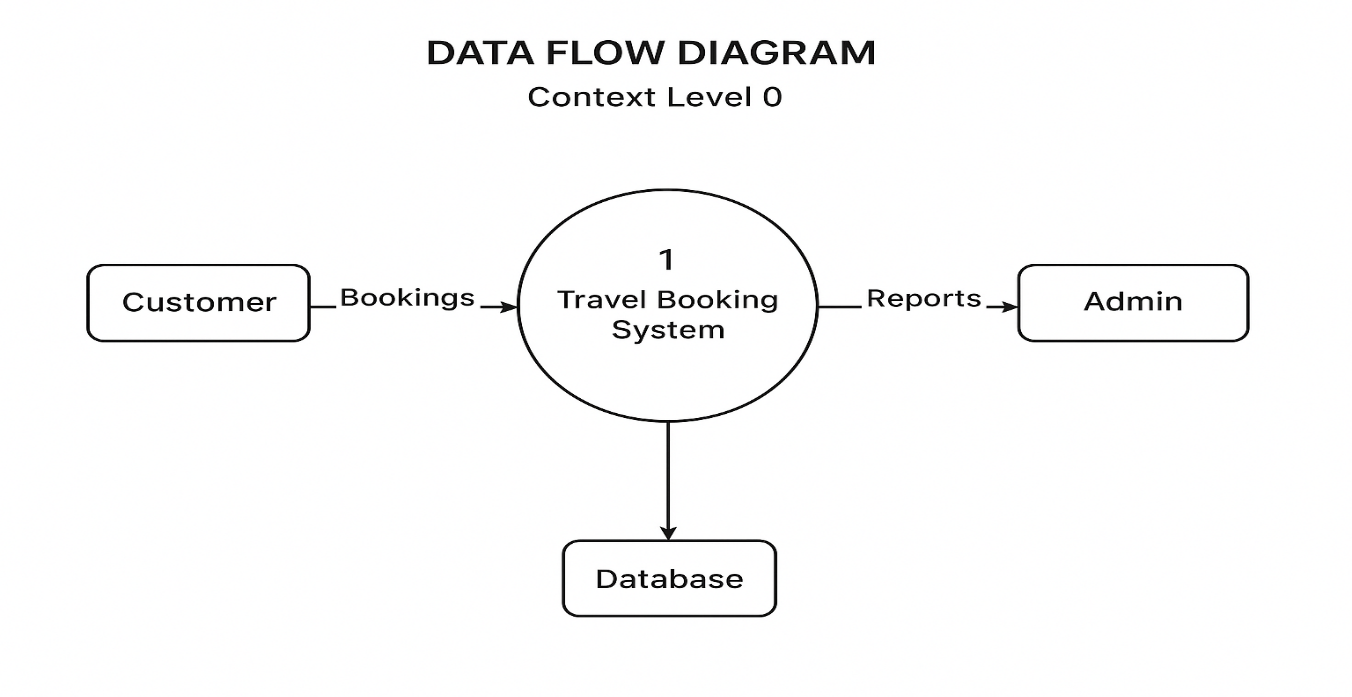 DATA FLOW DIAGRAM
Context Level 0
1
Travel Booking
System
Customer
Bookings
Reports
Admin
Database